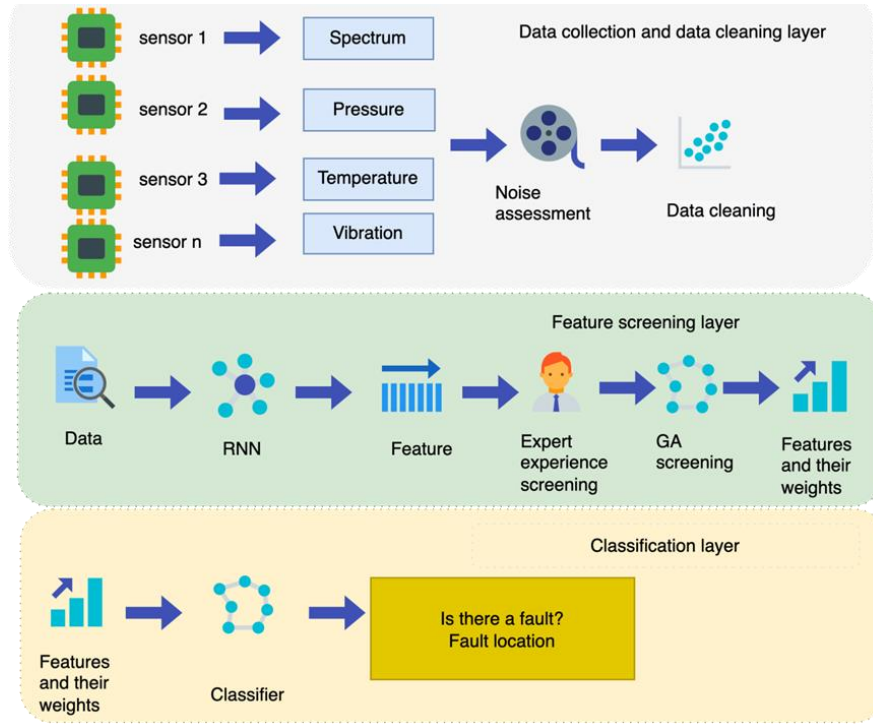 Data collection and data cleaning layer
sensor 1
Spectrum
sensor 2
Pressure
sensor 3
Temperature
sensor n
Vibration
Noise
assessment
Data cleaning
Feature screening layer
Data
RNN
Feature
Expert
experience
screening
GA
screening
Features
and their
weights
Classification layer
Features
and their
weights
Classifier
Is there a fault?
Fault location